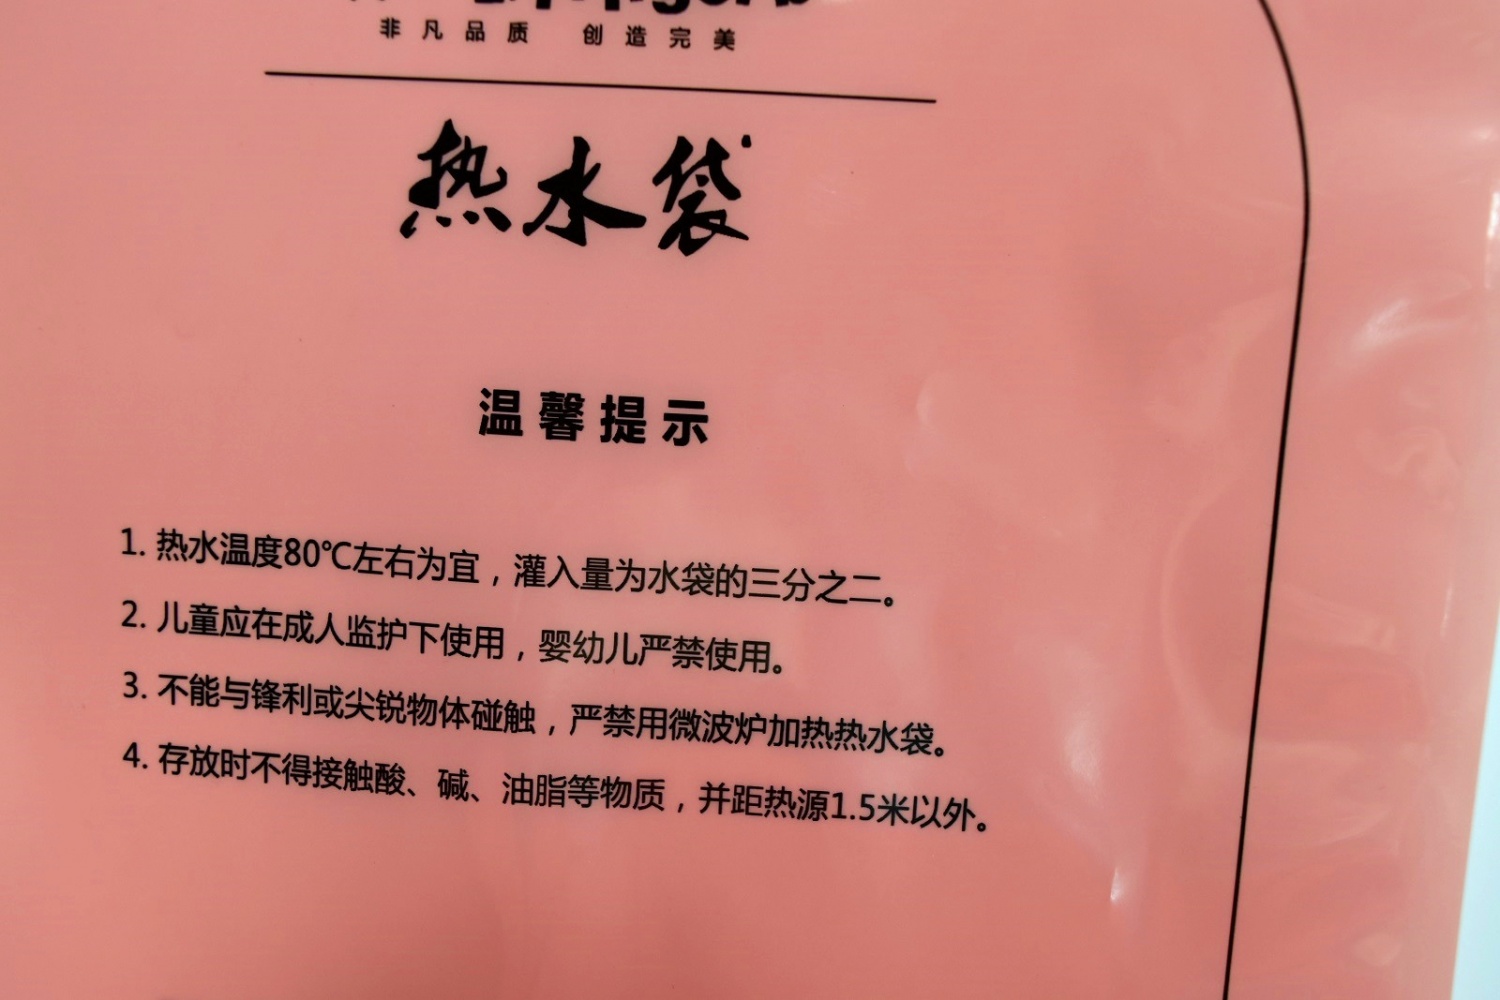 非凡品质 创造完美
热水袋
温馨提示
1. 热水温度80℃左右为宜，灌入量为水袋的三分之二。
2. 儿童应在成人监护下使用，婴幼儿严禁使用。
3. 不能与锋利或尖锐物体碰触，严禁用微波炉加热热水袋。
4. 存放时不得接触酸、碱、油脂等物质，并距热源1.5米以外。